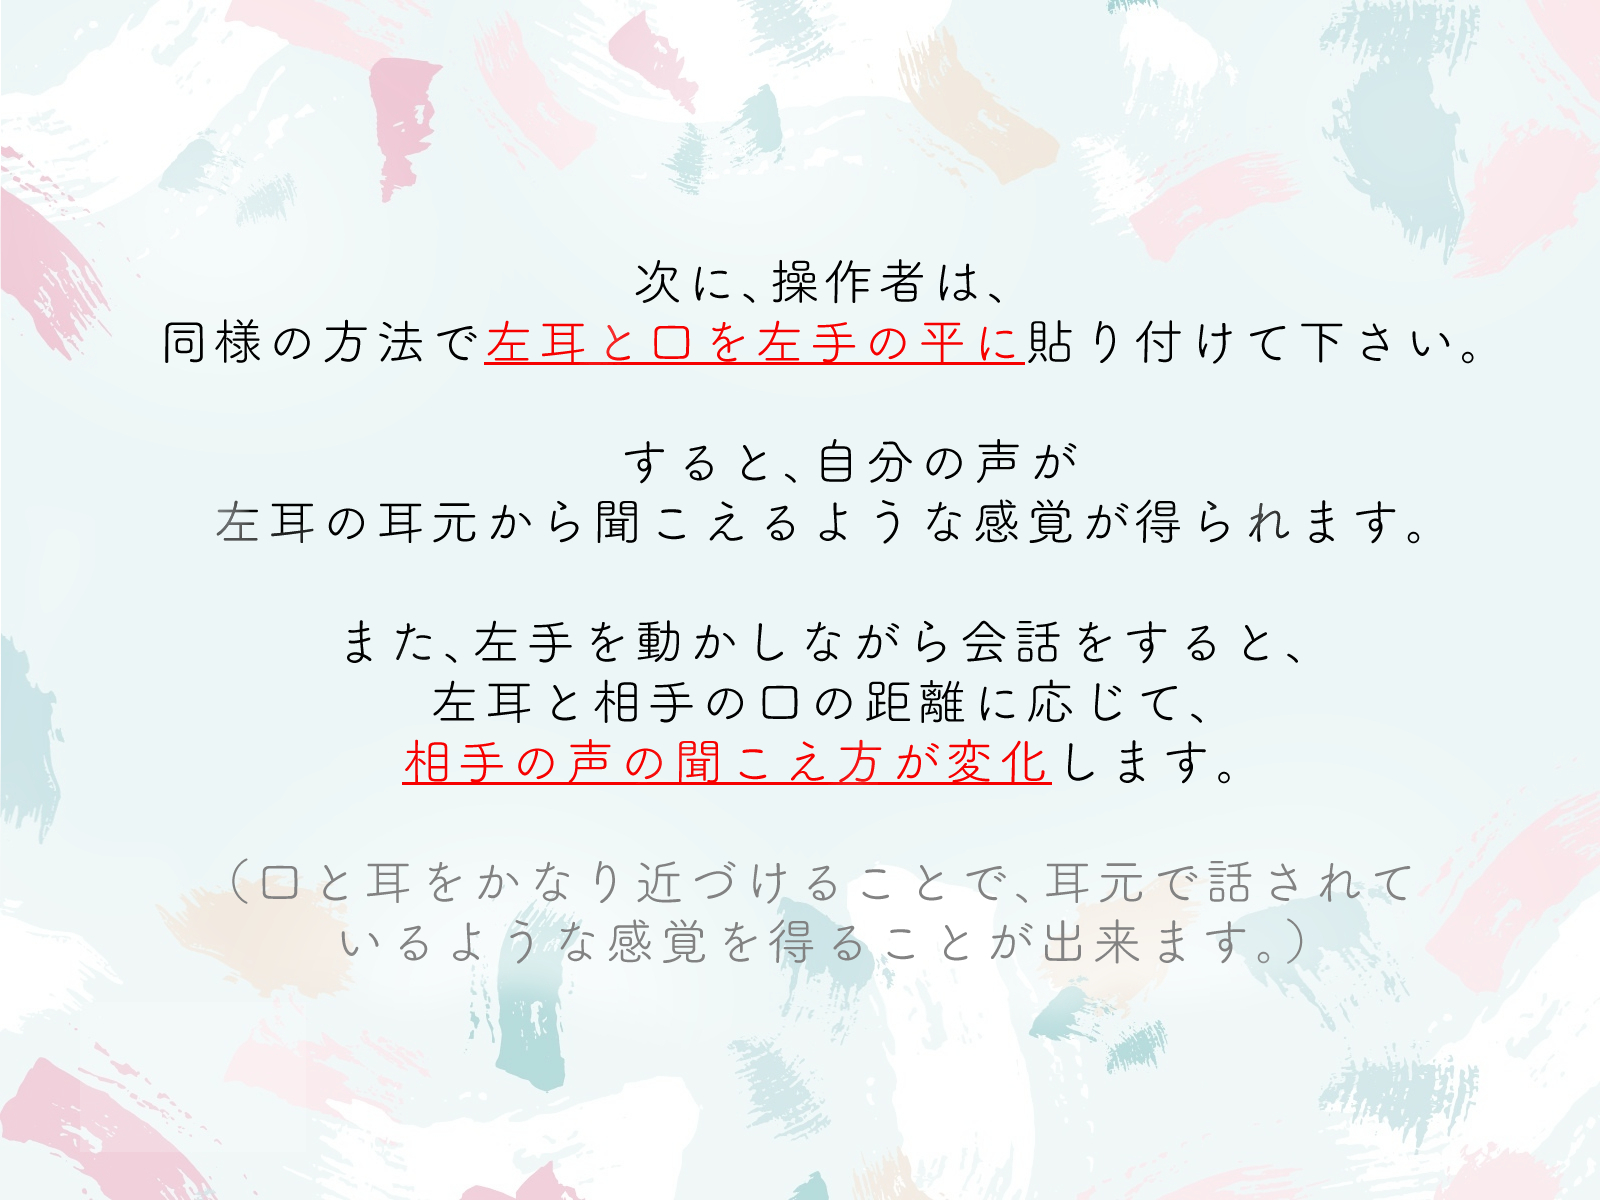 次に、操作者は、
同様の方法で左耳と口を左手の平に貼り付けて下さい。
すると、自分の声が
左耳の耳元から聞こえるような感覚が得られます。
また、左手を動かしながら会話をすると、
左耳と相手の口の距離に応じて、
相手の声の聞こえ方が変化します。
（口と耳をかなり近づけることで、耳元で話されて
いるような感覚を得ることが出来ます。）